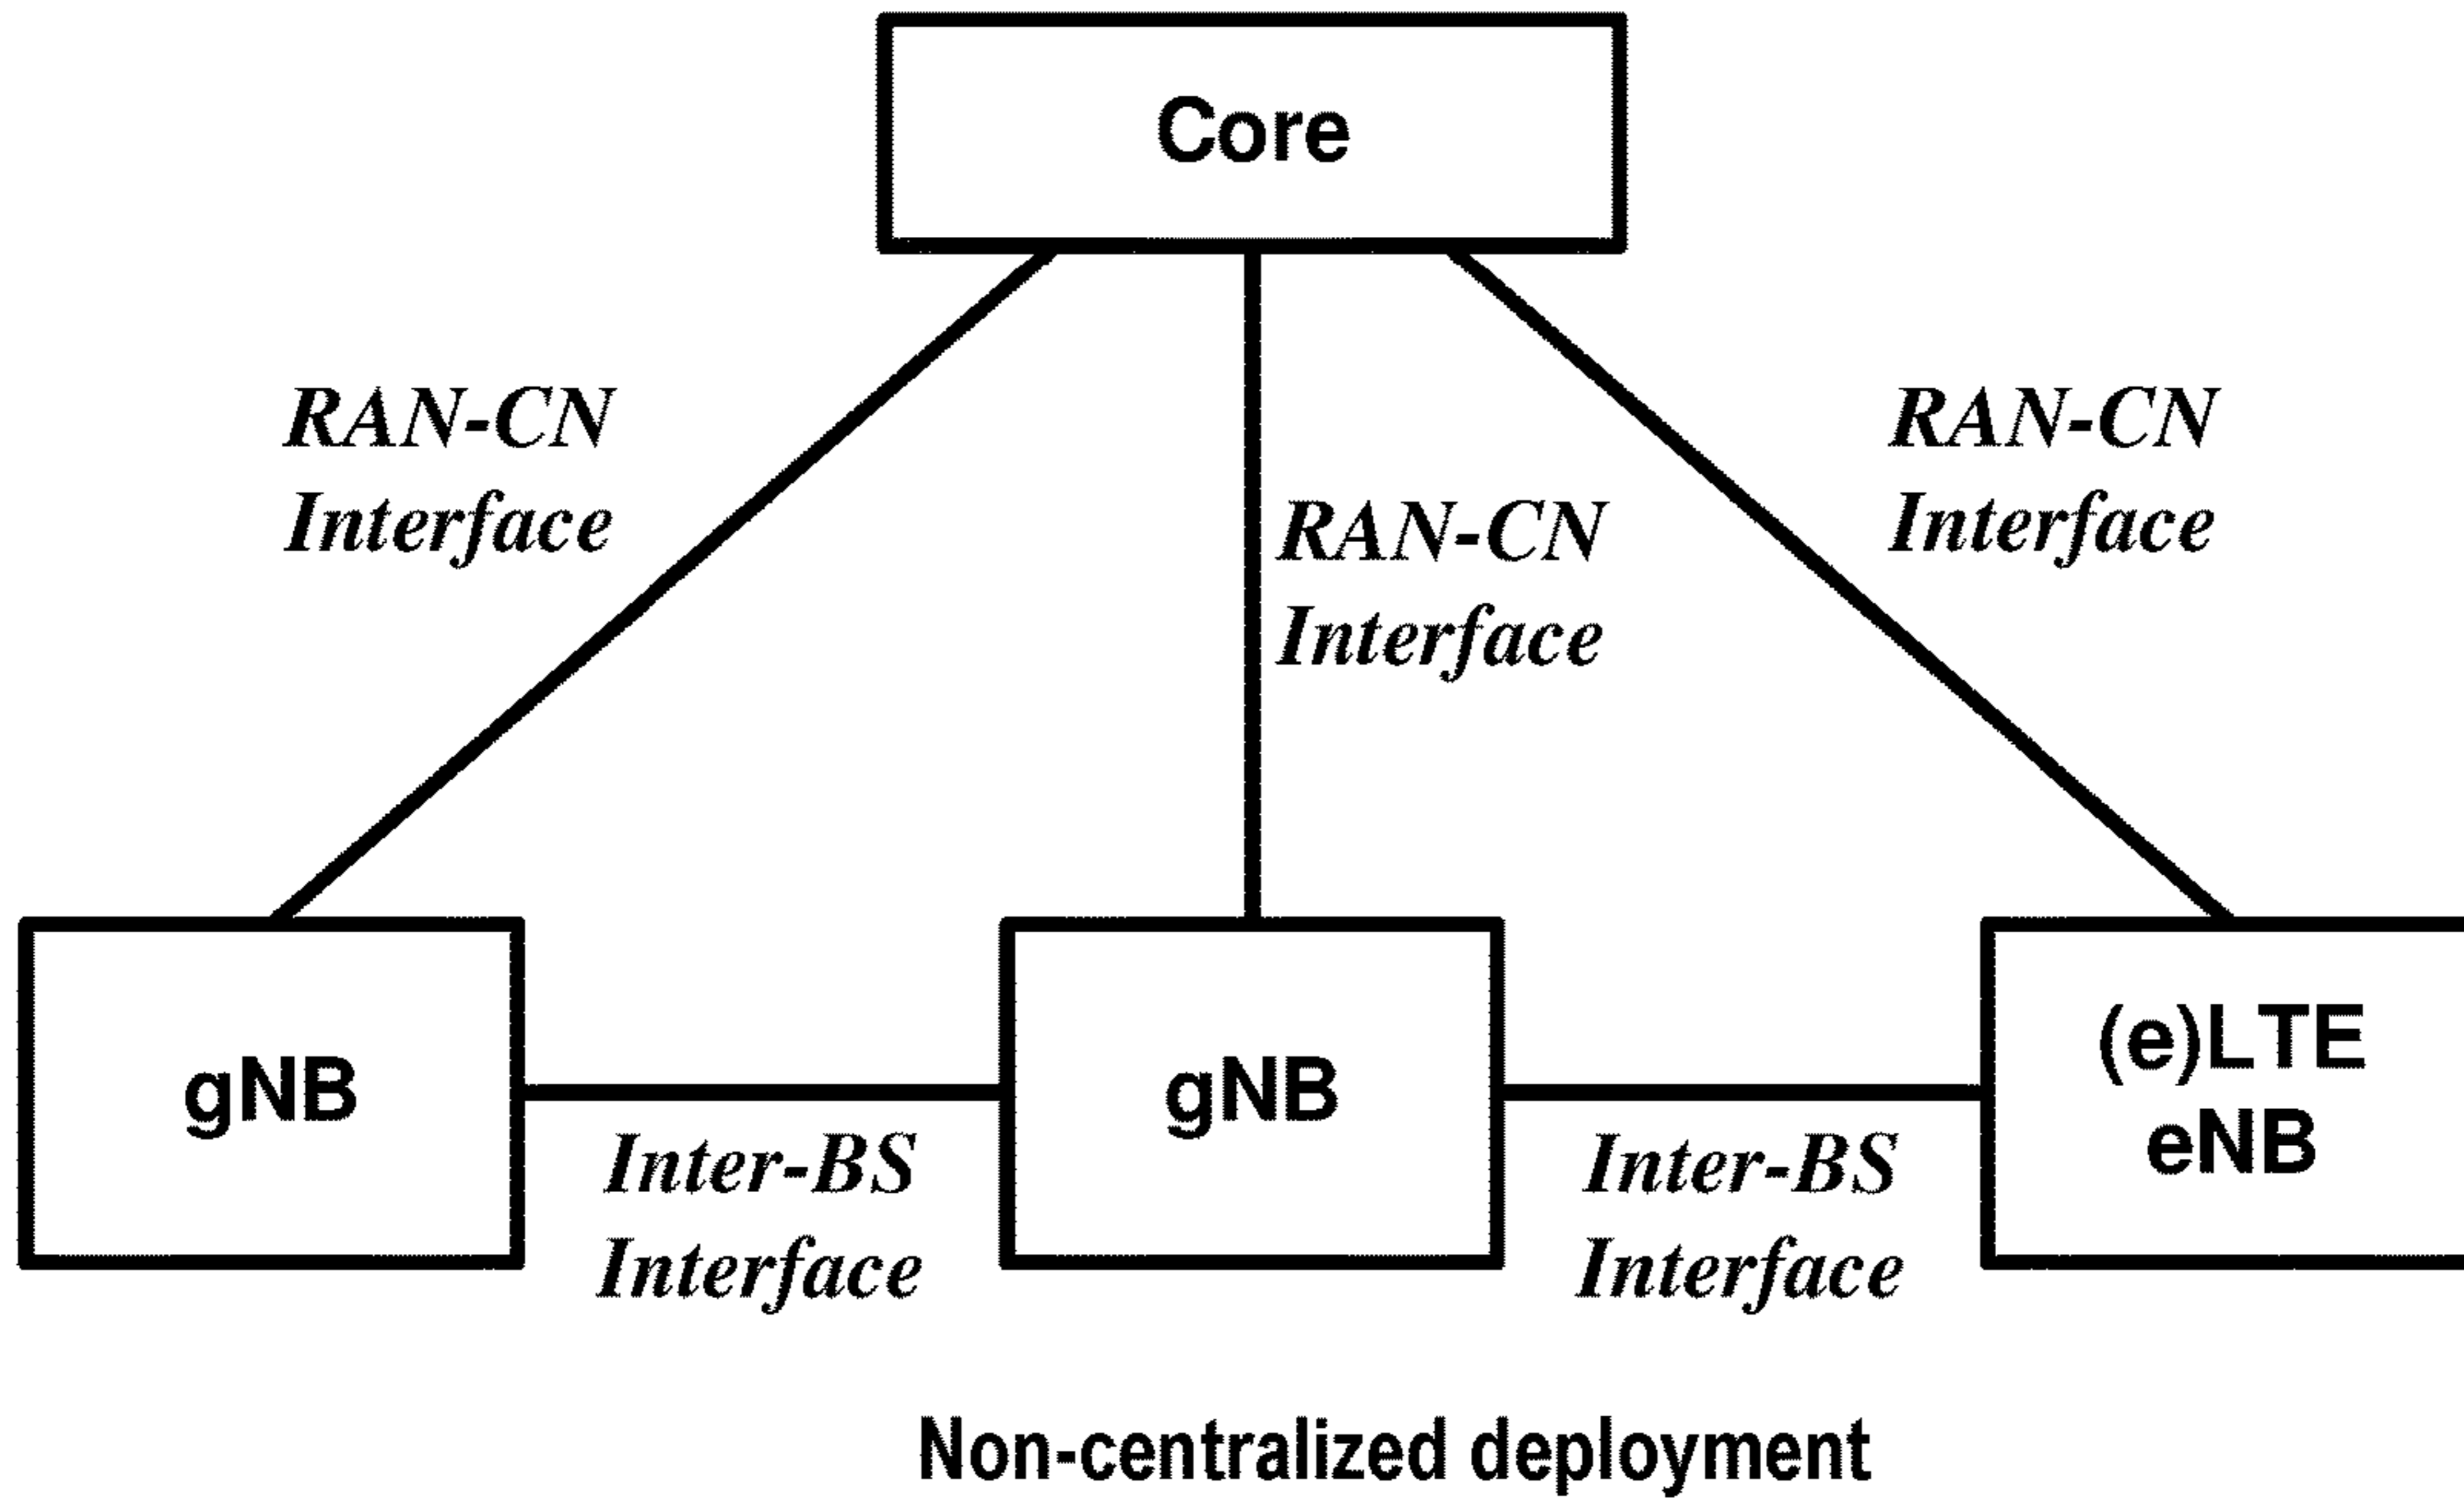 Core
RAN-CN
Interface
RAN-CN
Interface
RAN-CN
Interface
gNB
gNB
(e)LTE
eNB
Inter-BS
Interface
Inter-BS
Interface
Non-centralized deployment